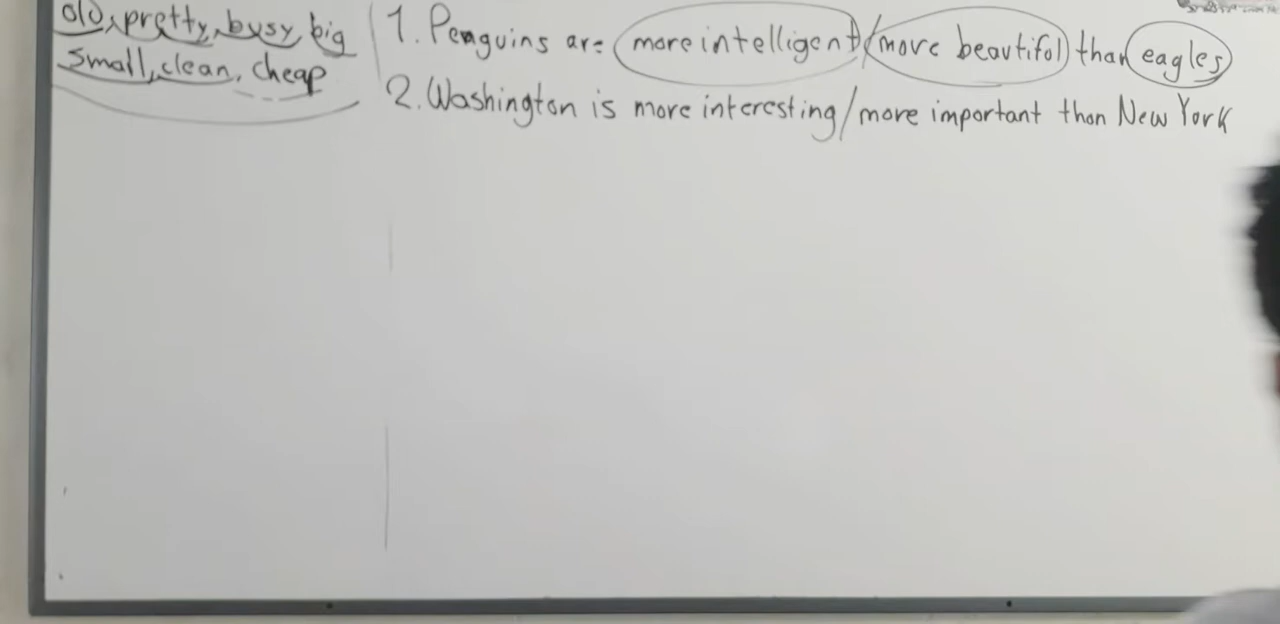 old, pretty, busy, big
small, clean, cheap
1. Penguins are more intelligent/more beautiful than eagles
2. Washington is more interesting/more important than New York